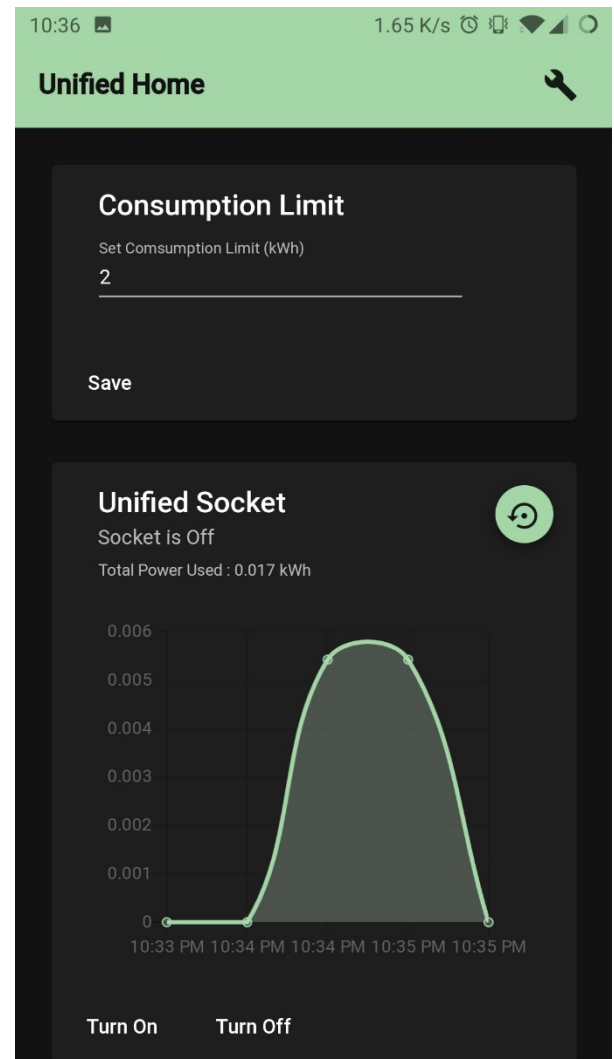 10:36 1.65 K/s
Unified Home
Consumption Limit
Set Comsumption Limit (kWh)
2
Save
Unified Socket
Socket is Off
Total Power Used : 0.017 kWh
0.006
0.005
0.004
0.003
0.002
0.001
0
10:33 PM 10:34 PM 10:34 PM 10:35 PM 10:35 PM
Turn On Turn Off